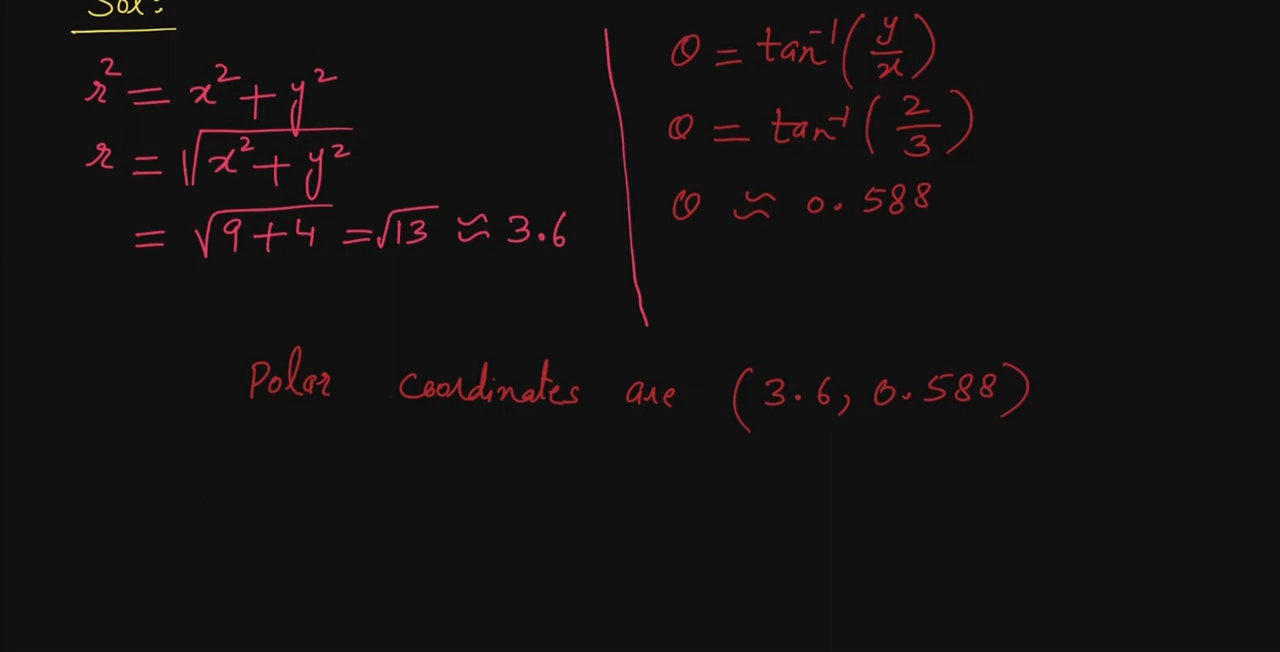 Sol:
r² = x² + y²
r = √(x² + y²)
= √(9+4) = √13 ≈ 3.6
θ = tan⁻¹(y/x)
θ = tan⁻¹(2/3)
θ ≈ 0.588
Polar coordinates are (3.6, 0.588)